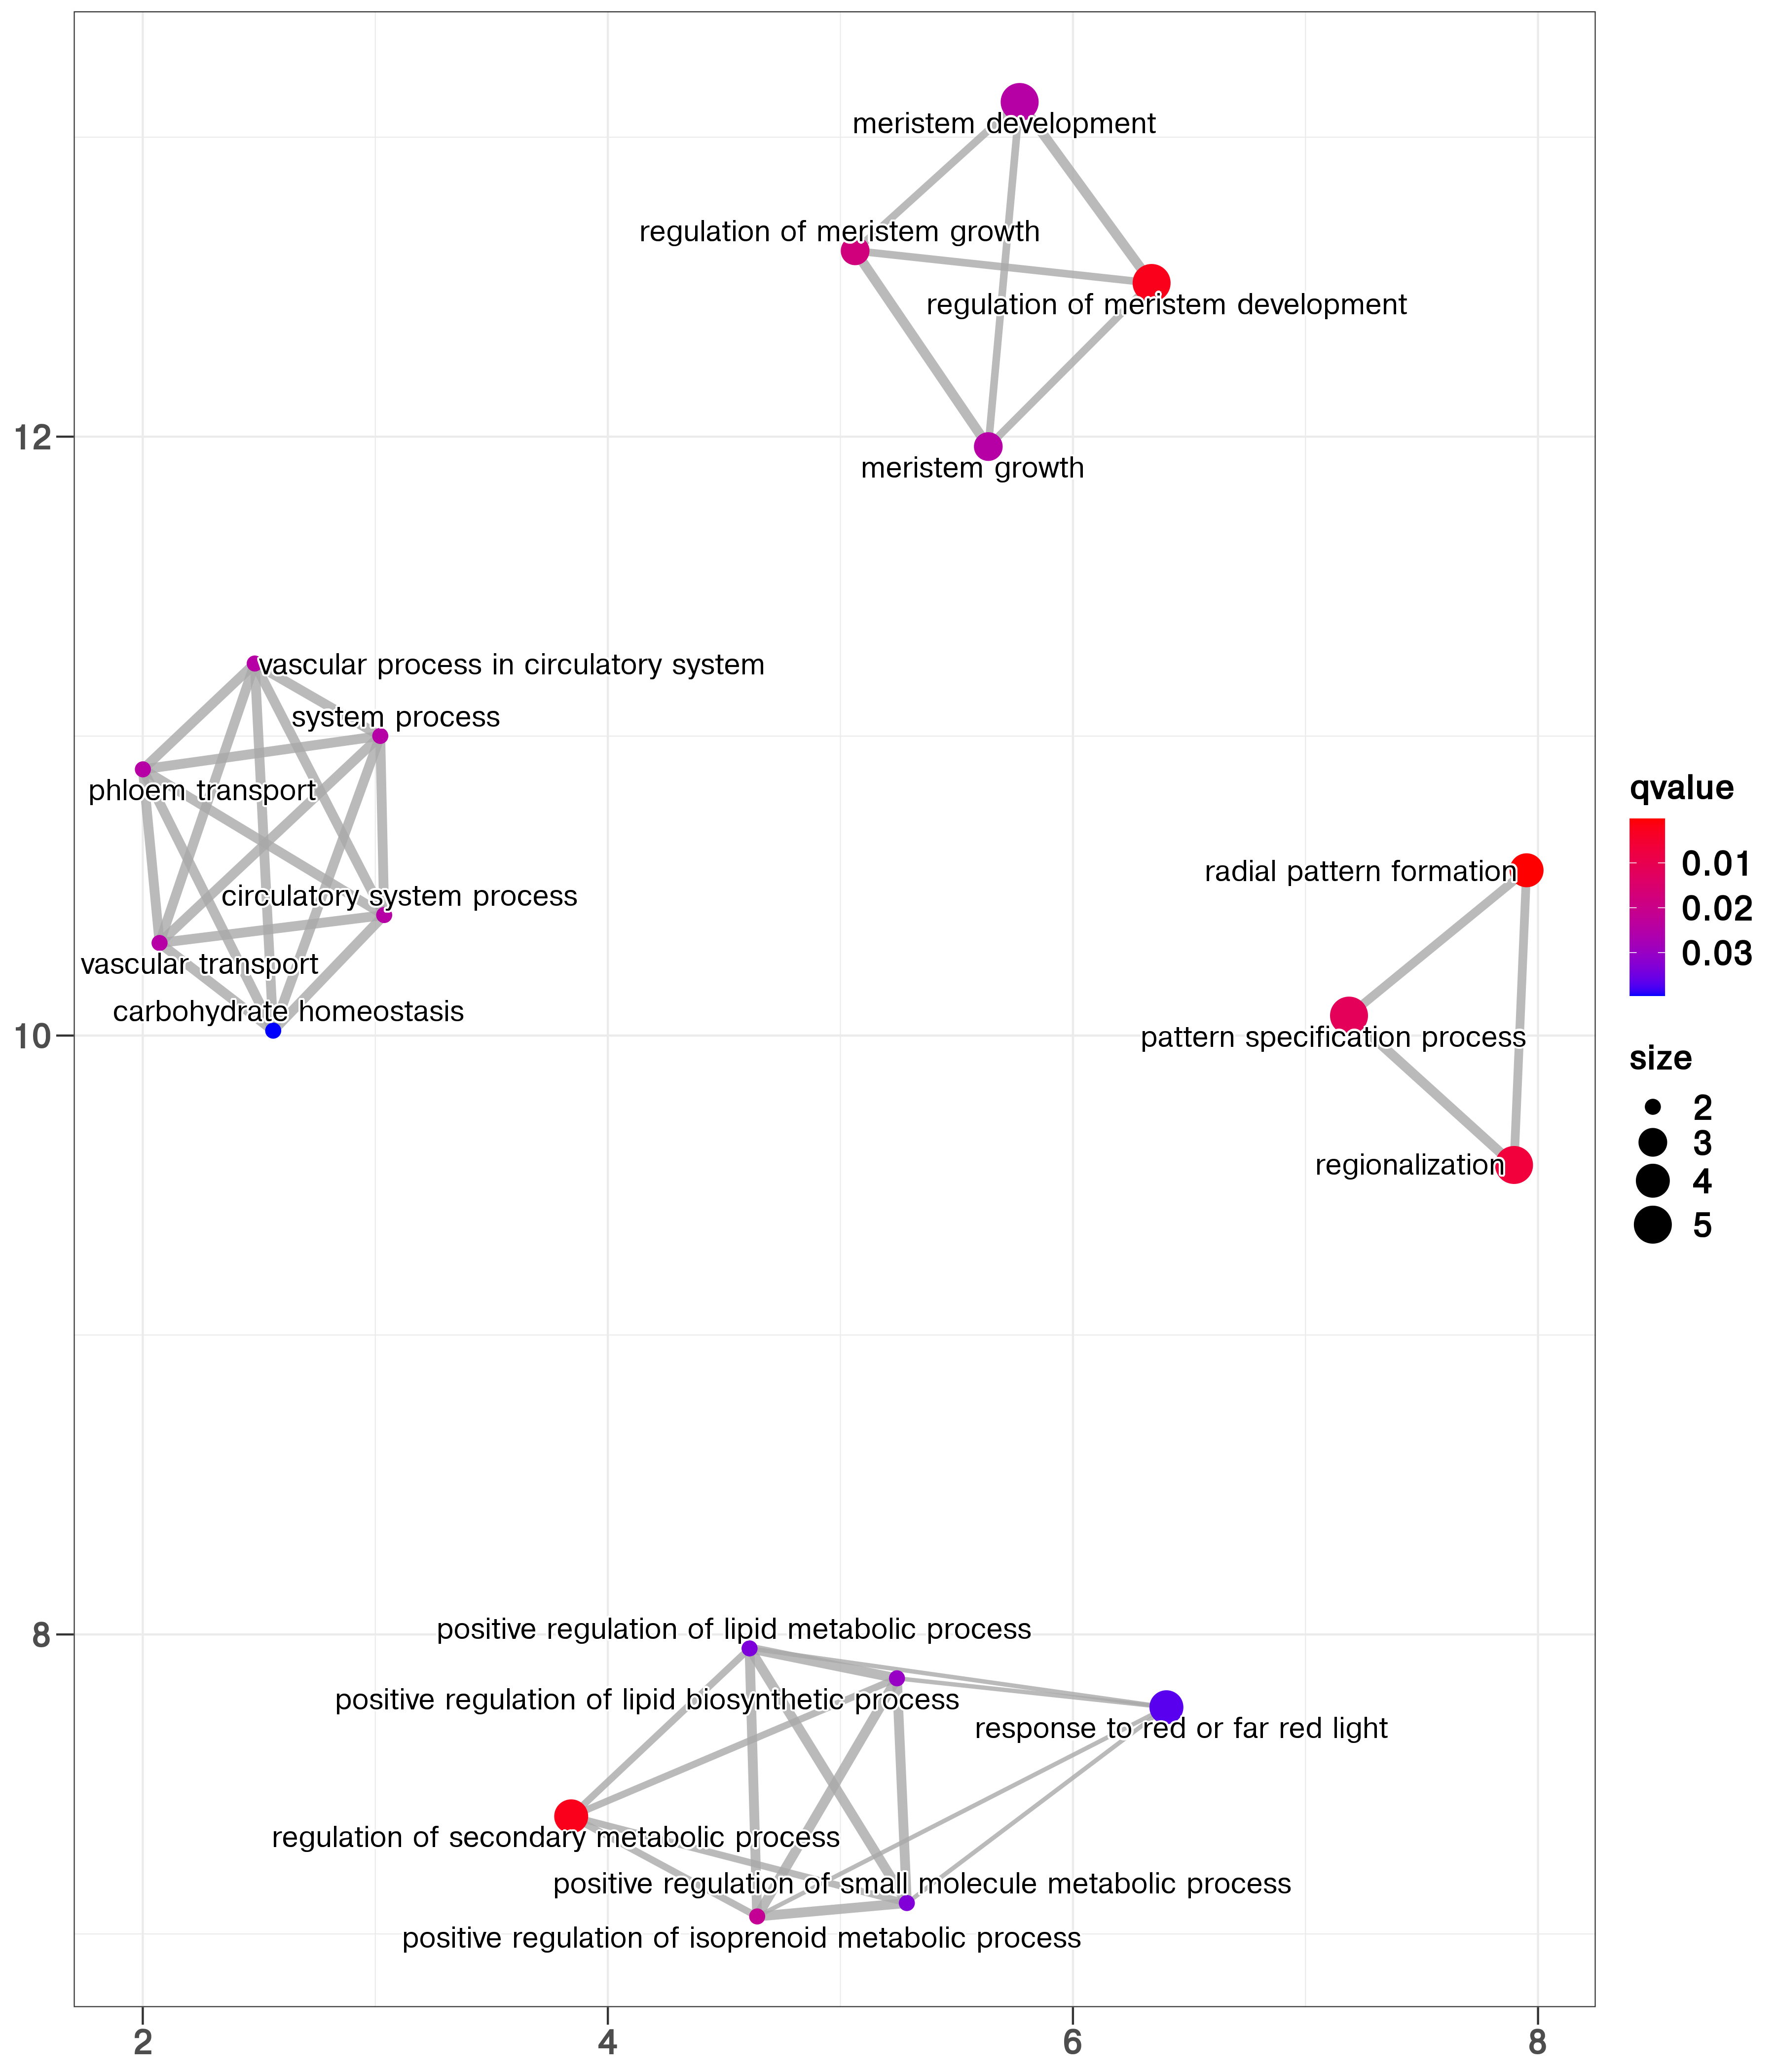 meristem development
regulation of meristem growth
regulation of meristem development
12
meristem growth
vascular process in circulatory system
system process
phloem transport
circulatory system process
vascular transport
carbohydrate homeostasis
10
radial pattern formation
pattern specification process
regionalization
8
positive regulation of lipid metabolic process
positive regulation of lipid biosynthetic process
response to red or far red light
regulation of secondary metabolic process
positive regulation of small molecule metabolic process
positive regulation of isoprenoid metabolic process
2 4 6 8
qvalue
0.01
0.02
0.03
size
2
3
4
5